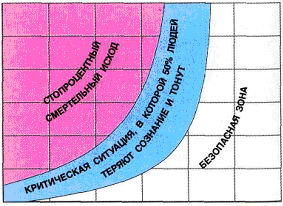 СТОПРОЦЕНТНЫЙ
СМЕРТЕЛЬНЫЙ ИСХОД
КРИТИЧЕСКАЯ СИТУАЦИЯ, В КОТОРОЙ 50% ЛЮДЕЙ
ТЕРЯЮТ СОЗНАНИЕ И ТОНУТ
БЕЗОПАСНАЯ ЗОНА